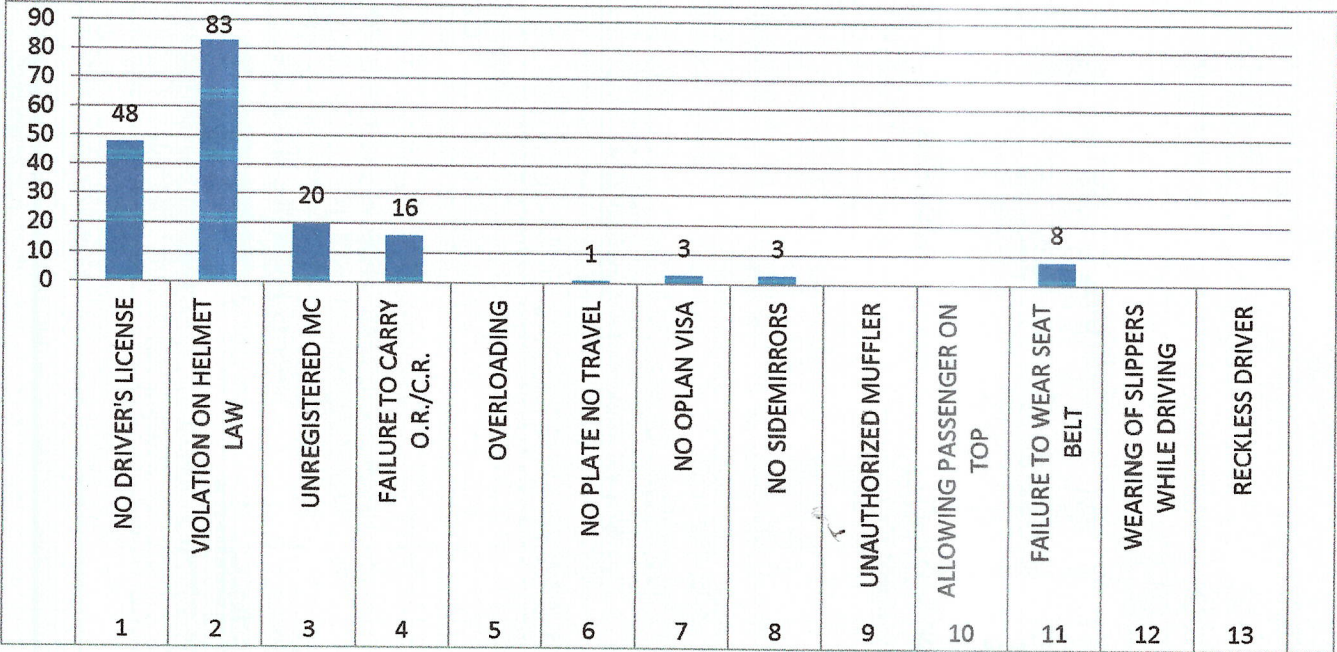 90
80
70
60
50
40
30
20
10
0
48
83
20
16
1
3
3
8
NO DRIVER'S LICENSE
VIOLATION ON HELMET
LAW
UNREGISTERED MC
FAILURE TO CARRY
O.R./C.R.
OVERLOADING
NO PLATE NO TRAVEL
NO OPLAN VISA
NO SIDEMIRRORS
UNAUTHORIZED MUFFLER
ALLOWING PASSENGER ON
TOP
FAILURE TO WEAR SEAT
BELT
WEARING OF SLIPPERS
WHILE DRIVING
RECKLESS DRIVER
1
2
3
4
5
6
7
8
9
10
11
12
13